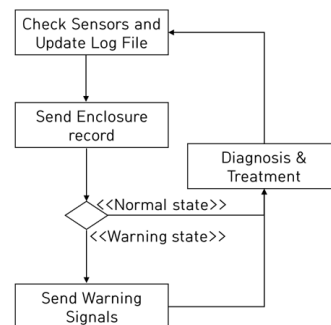 Check Sensors and
Update Log File
Send Enclosure
record
Diagnosis &
Treatment
<<Normal state>>
<<Warning state>>
Send Warning
Signals